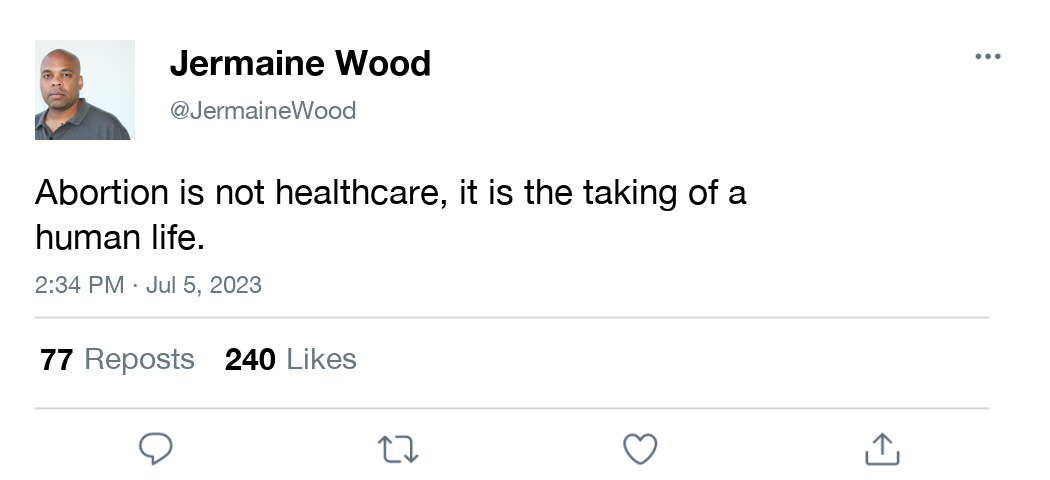 Jermaine Wood
@JermaineWood
Abortion is not healthcare, it is the taking of a
human life.
2:34 PM · Jul 5, 2023
77 Reposts 240 Likes